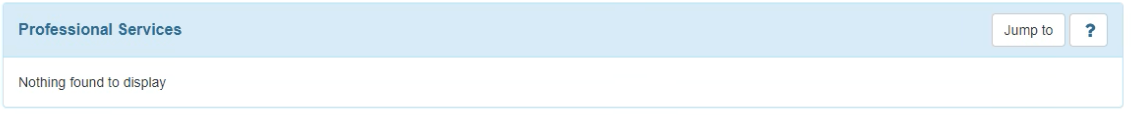 Professional Services
Jump to
?
Nothing found to display